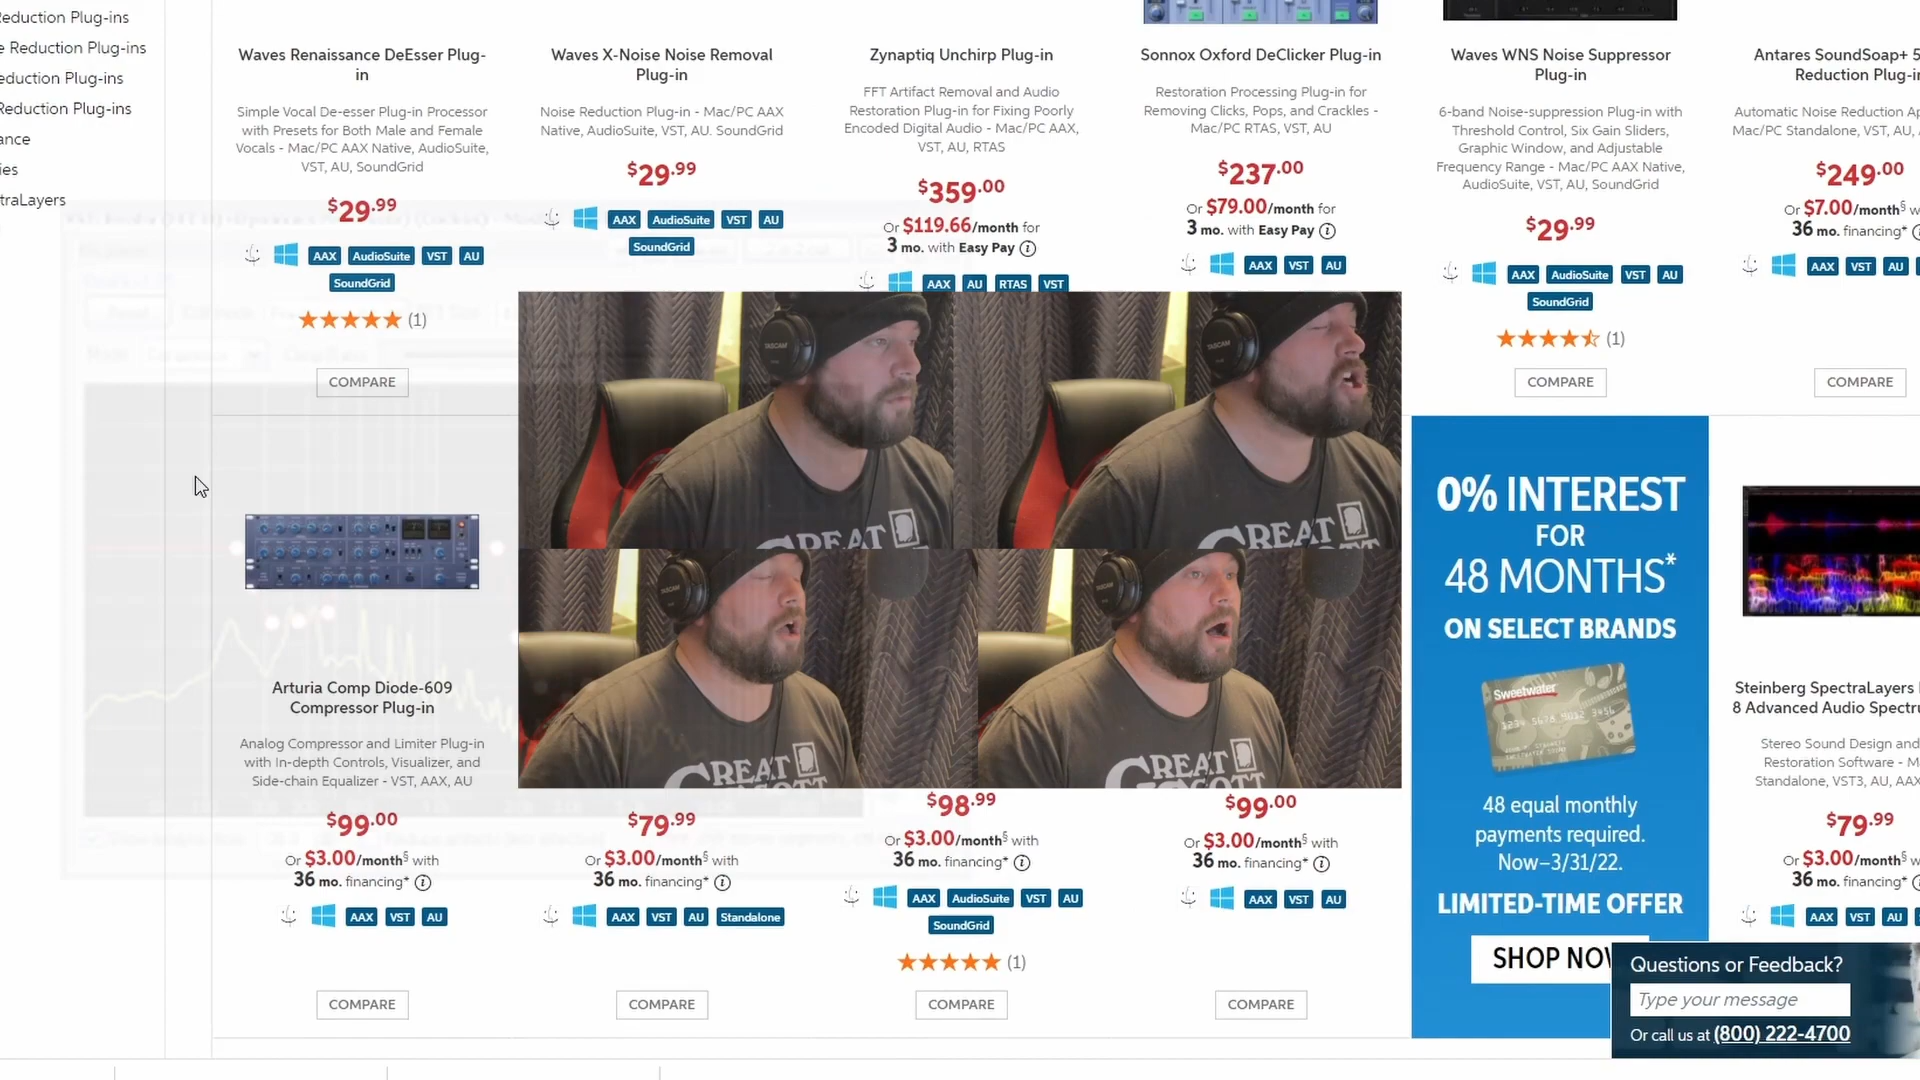 eduction Plug-ins
e Reduction Plug-ins
eduction Plug-ins
Reduction Plug-ins
ance
ies
traLayers
Waves Renaissance DeEsser Plug-
in
Simple Vocal De-esser Plug-in Processor
with Presets for Both Male and Female
Vocals - Mac/PC AAX Native, AudioSuite,
VST, AU, SoundGrid
$29.99
AAX AudioSuite VST AU
SoundGrid
(1)
COMPARE
Waves X-Noise Noise Removal
Plug-in
Noise Reduction Plug-in - Mac/PC AAX
Native, AudioSuite, VST, AU. SoundGrid
$29.99
AAX AudioSuite VST AU
SoundGrid
Zynaptiq Unchirp Plug-in
FFT Artifact Removal and Audio
Restoration Plug-in for Fixing Poorly
Encoded Digital Audio - Mac/PC AAX,
VST, AU, RTAS
$359.00
Or $119.66/month for
3 mo. with Easy Pay
AAX AU RTAS VST
Sonnox Oxford DeClicker Plug-in
Restoration Processing Plug-in for
Removing Clicks, Pops, and Crackles -
Mac/PC RTAS, VST, AU
$237.00
Or $79.00/month for
3 mo. with Easy Pay
AAX VST AU
Waves WNS Noise Suppressor
Plug-in
6-band Noise-suppression Plug-in with
Threshold Control, Six Gain Sliders,
Graphic Window, and Adjustable
Frequency Range - Mac/PC AAX Native,
AudioSuite, VST, AU, SoundGrid
$29.99
AAX AudioSuite VST AU
SoundGrid
(1)
COMPARE
Antares SoundSoap+ 5
Reduction Plug-i
Automatic Noise Reduction Ap
Mac/PC Standalone, VST, AU,
$249.00
Or $7.00/month§ w
36 mo. financing*
AAX VST AU
COMPARE
TASCAM
TASCAM
GREAT
GREAT
GREAT
SCOTT
GREAT
SCOTT
Arturia Comp Diode-609
Compressor Plug-in
Analog Compressor and Limiter Plug-in
with In-depth Controls, Visualizer, and
Side-chain Equalizer - VST, AAX, AU
$99.00
Or $3.00/month§ with
36 mo. financing*
AAX VST AU
COMPARE
$79.99
Or $3.00/month§ with
36 mo. financing*
AAX VST AU Standalone
COMPARE
$98.99
Or $3.00/month§ with
36 mo. financing*
AAX AudioSuite VST AU
SoundGrid
(1)
COMPARE
$99.00
Or $3.00/month§ with
36 mo. financing*
AAX VST AU
COMPARE
0% INTEREST
FOR
48 MONTHS*
ON SELECT BRANDS
Sweetwater
1234 5678 9012 3456
48 equal monthly
payments required.
Now–3/31/22.
LIMITED-TIME OFFER
SHOP NOW
Steinberg SpectraLayers
8 Advanced Audio Spectr
Stereo Sound Design and
Restoration Software - M
Standalone, VST3, AU, AAX
$79.99
Or $3.00/month§ w
36 mo. financing*
AAX VST AU
Questions or Feedback?
Type your message
Or call us at (800) 222-4700